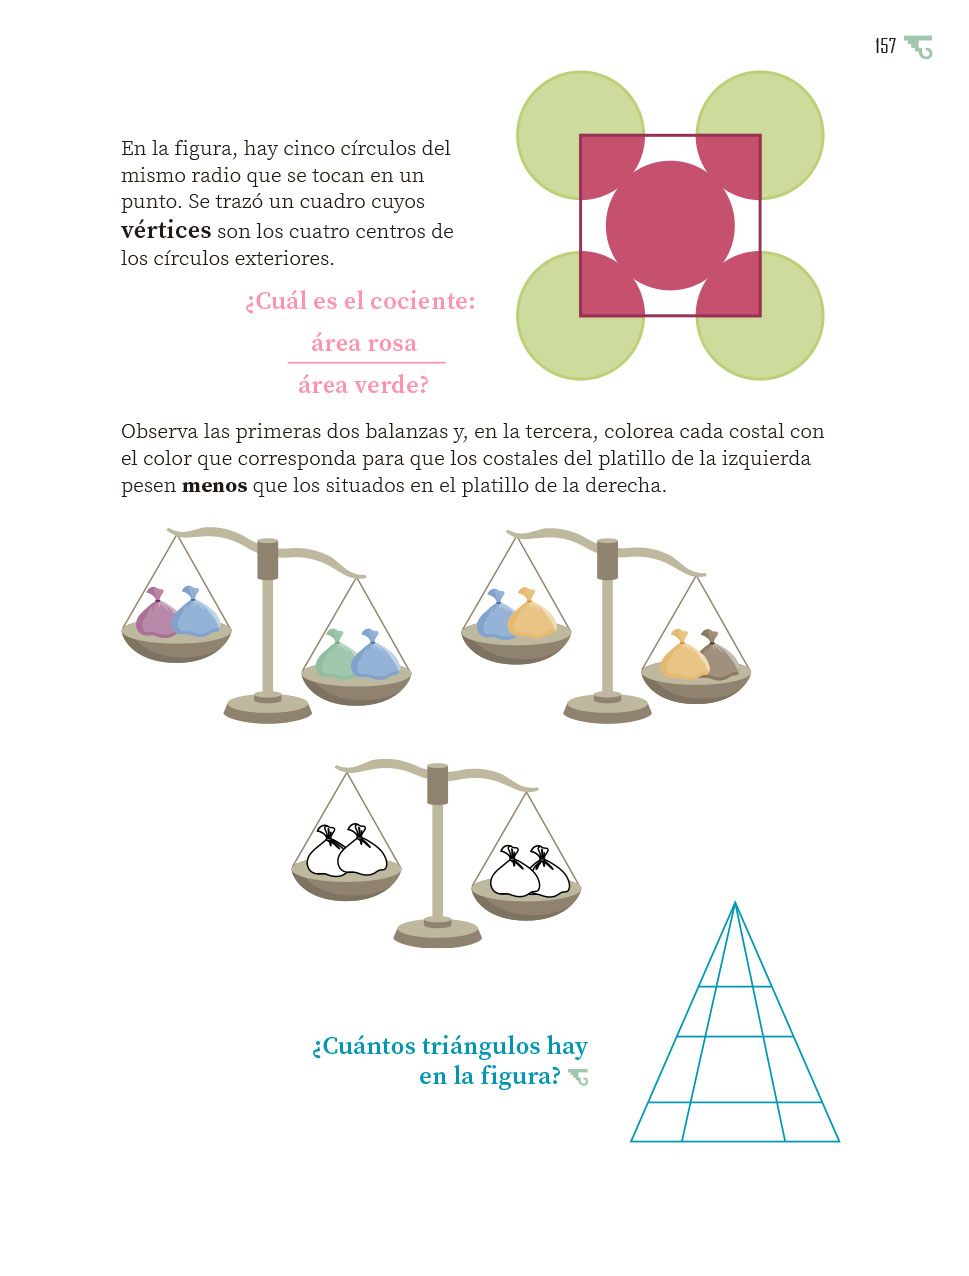 157
En la figura, hay cinco círculos del
mismo radio que se tocan en un
punto. Se trazó un cuadro cuyos
vértices son los cuatro centros de
los círculos exteriores.
¿Cuál es el cociente:
área rosa
área verde?
Observa las primeras dos balanzas y, en la tercera, colorea cada costal con
el color que corresponda para que los costales del platillo de la izquierda
pesen menos que los situados en el platillo de la derecha.
¿Cuántos triángulos hay
en la figura?